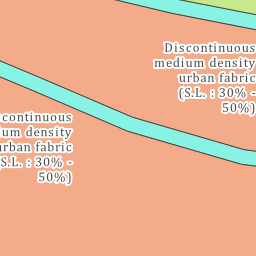 Discontinuous
medium density
urban fabric
(S.L. : 30% -
50%)
continuous
um density
urban fabric
S.L. : 30% -
50%)